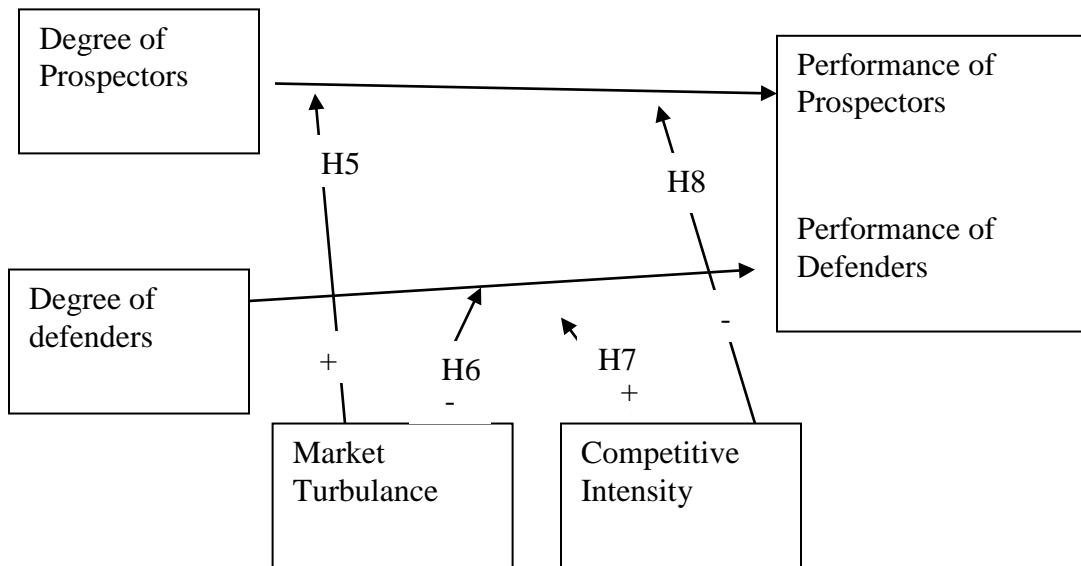 Degree of
Prospectors
Performance of
Prospectors
H5
H8
Performance of
Defenders
Degree of
defenders
+
H6
-
H7
+
-
Market
Turbulance
Competitive
Intensity